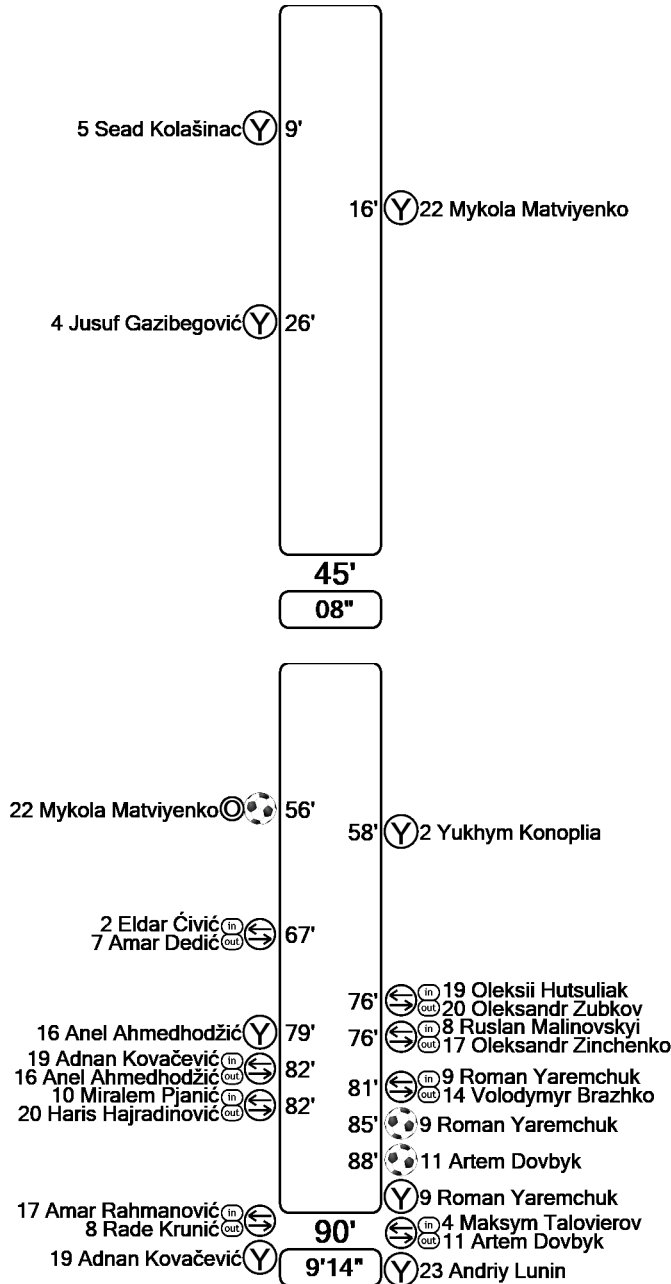 5 Sead Kolašinac Y 9'
16' Y 22 Mykola Matviyenko
4 Jusuf Gazibegović Y 26'
45'
08"
22 Mykola Matviyenko O 56'
58' Y 2 Yukhym Konoplia
2 Eldar Ćivić in
7 Amar Dedić out
67'
76' in 19 Oleksii Hutsuliak
out 20 Oleksandr Zubkov
16 Anel Ahmedhodžić Y 79'
76' in 8 Ruslan Malinovskyi
out 17 Oleksandr Zinchenko
19 Adnan Kovačević in
16 Anel Ahmedhodžić out
82'
81' in 9 Roman Yaremchuk
out 14 Volodymyr Brazhko
10 Miralem Pjanić in
20 Haris Hajradinović out
82'
85' 9 Roman Yaremchuk
88' 11 Artem Dovbyk
Y 9 Roman Yaremchuk
17 Amar Rahmanović in
8 Rade Krunić out
90'
in 4 Maksym Talovierov
out 11 Artem Dovbyk
19 Adnan Kovačević Y
9'14"
Y 23 Andriy Lunin